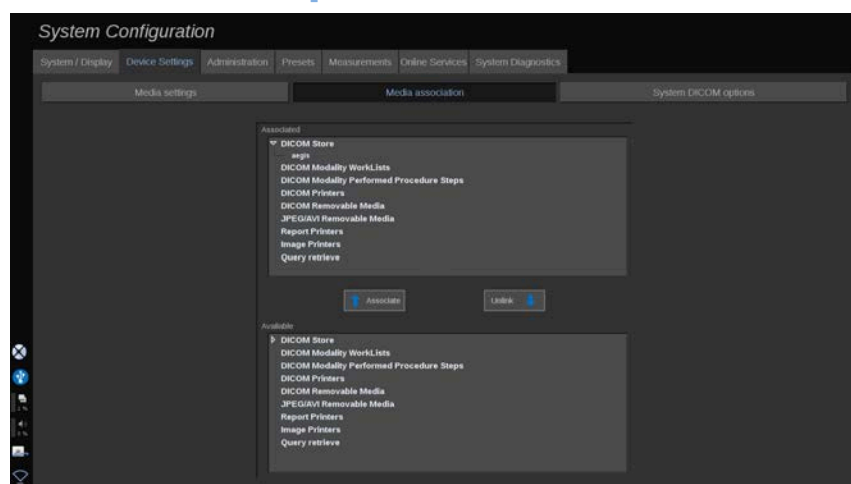 System Configuration
System / Display Device Settings Administration Presets Measurements Online Services System Diagnostics
Media settings Media association System DICOM options
Associated
DICOM Store
aegis
DICOM Modality WorkLists
DICOM Modality Performed Procedure Steps
DICOM Printers
DICOM Removable Media
JPEG/AVI Removable Media
Report Printers
Image Printers
Query retrieve
Associate Unlink
Available
DICOM Store
DICOM Modality WorkLists
DICOM Modality Performed Procedure Steps
DICOM Printers
DICOM Removable Media
JPEG/AVI Removable Media
Report Printers
Image Printers
Query retrieve